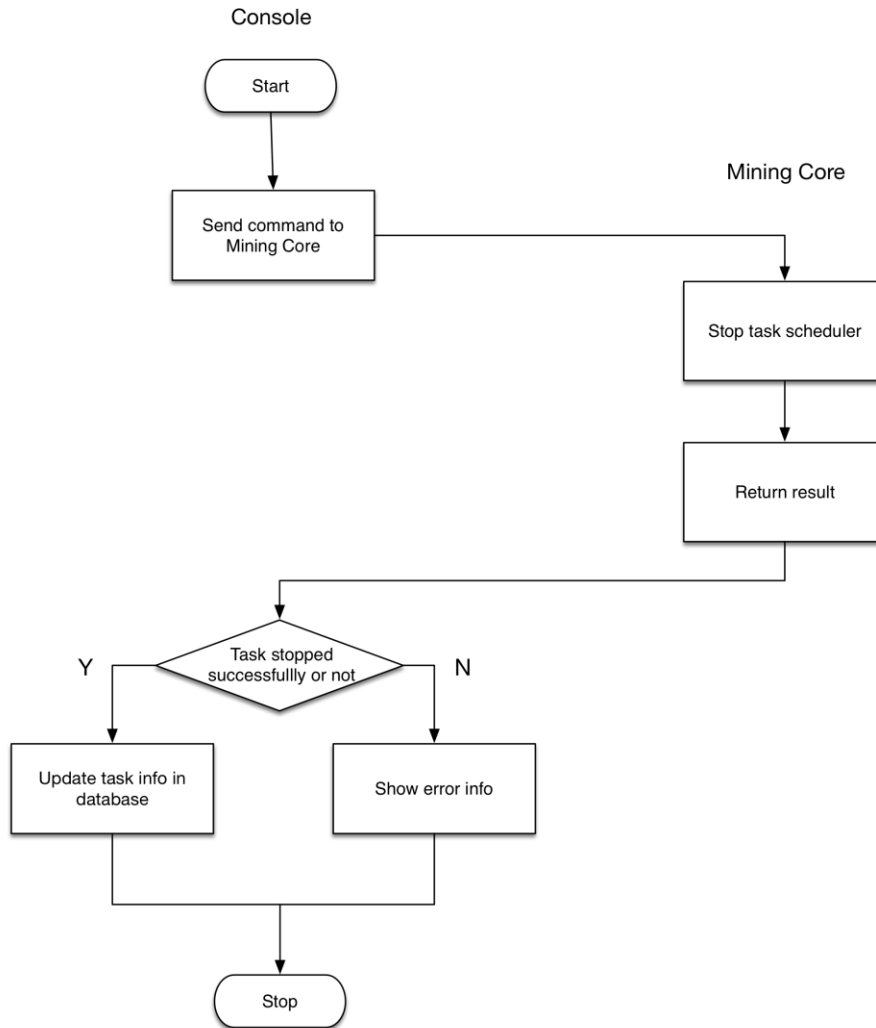 Console
Start
Mining Core
Send command to
Mining Core
Stop task scheduler
Return result
Task stopped
successfullly or not
Y
N
Update task info in
database
Show error info
Stop